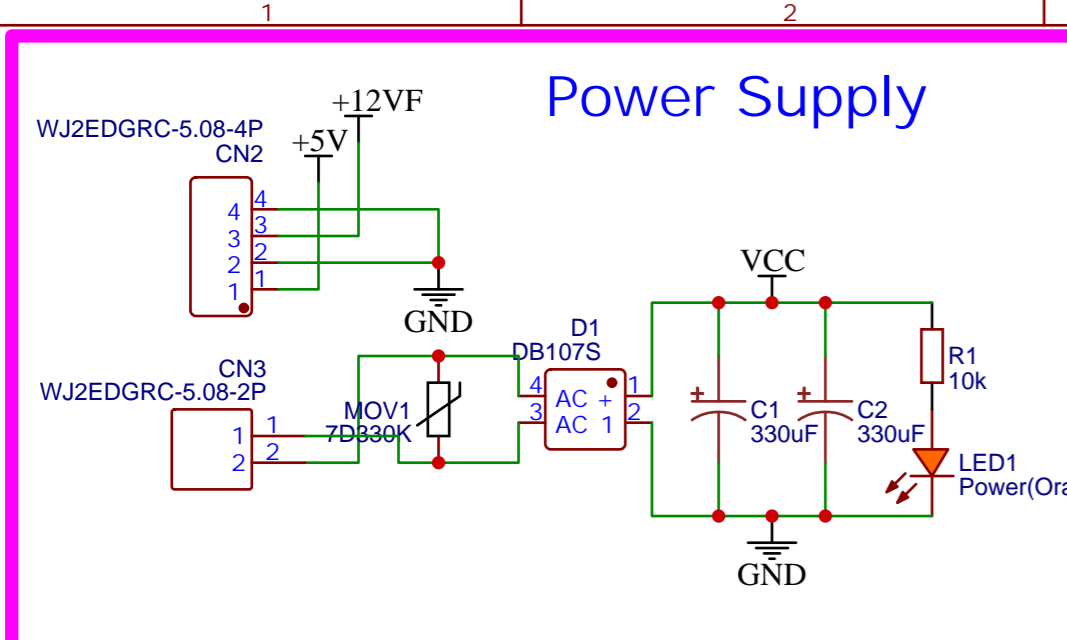 1
2
Power Supply
+12VF
WJ2EDGRC-5.08-4P
CN2
+5V
4
4
3
3
2
2
1
1
GND
VCC
CN3
WJ2EDGRC-5.08-2P
1
1
2
2
MOV1
7D330K
D1
DB107S
4
AC +
1
3
AC 1
2
C1
330uF
C2
330uF
R1
10k
LED1
Power(Ora
GND